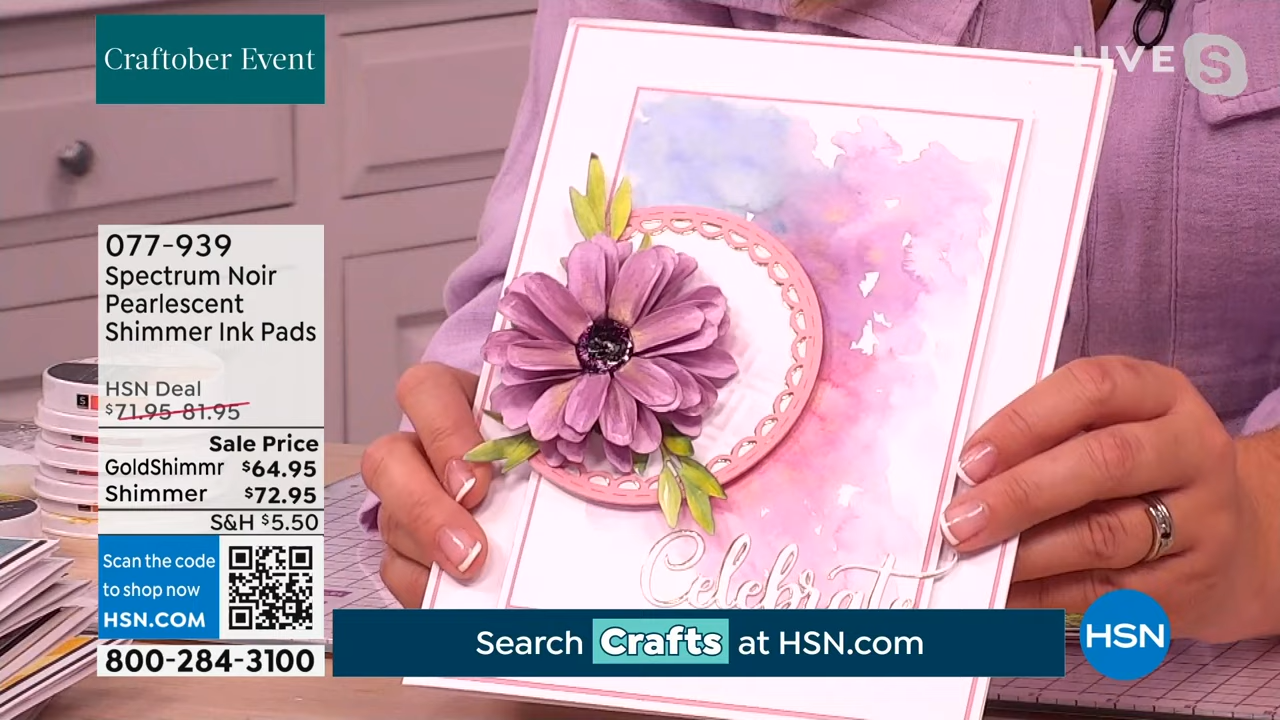 Craftober Event
LIVE S
077-939
Spectrum Noir
Pearlescent
Shimmer Ink Pads
HSN Deal
$71.95-81.95
Sale Price
GoldShimmr $64.95
Shimmer $72.95
S&H $5.50
Scan the code
to shop now
HSN.COM
800-284-3100
Celebrate
Search Crafts at HSN.com
HSN